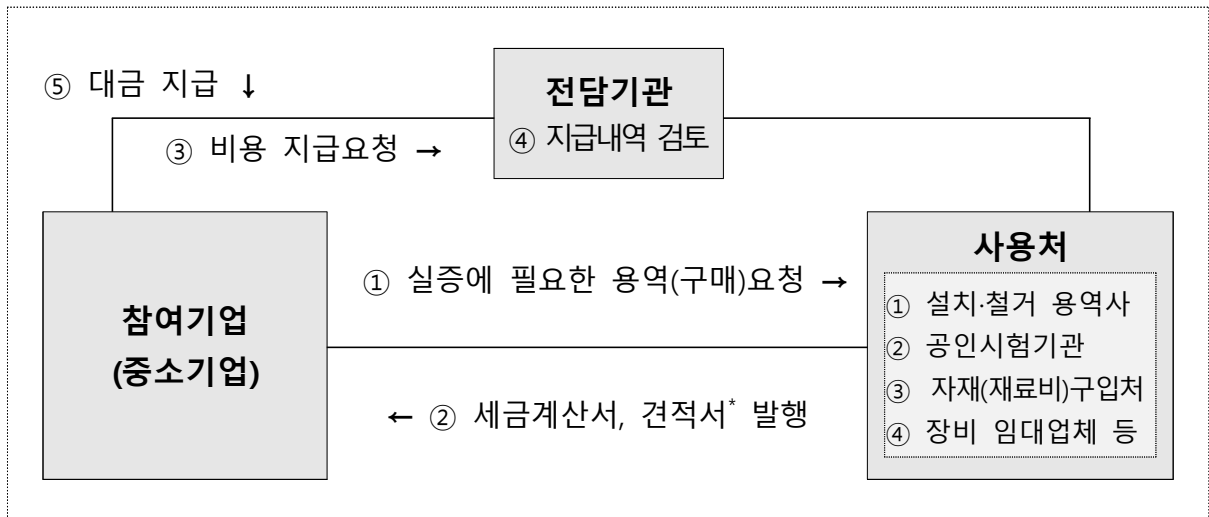 ⑤ 대금 지급 ↓
전담기관
④ 지급내역 검토
③ 비용 지급요청 →
참여기업
(중소기업)
① 실증에 필요한 용역(구매)요청 →
← ② 세금계산서, 견적서* 발행
사용처
① 설치·철거 용역사
② 공인시험기관
③ 자재(재료비)구입처
④ 장비 임대업체 등